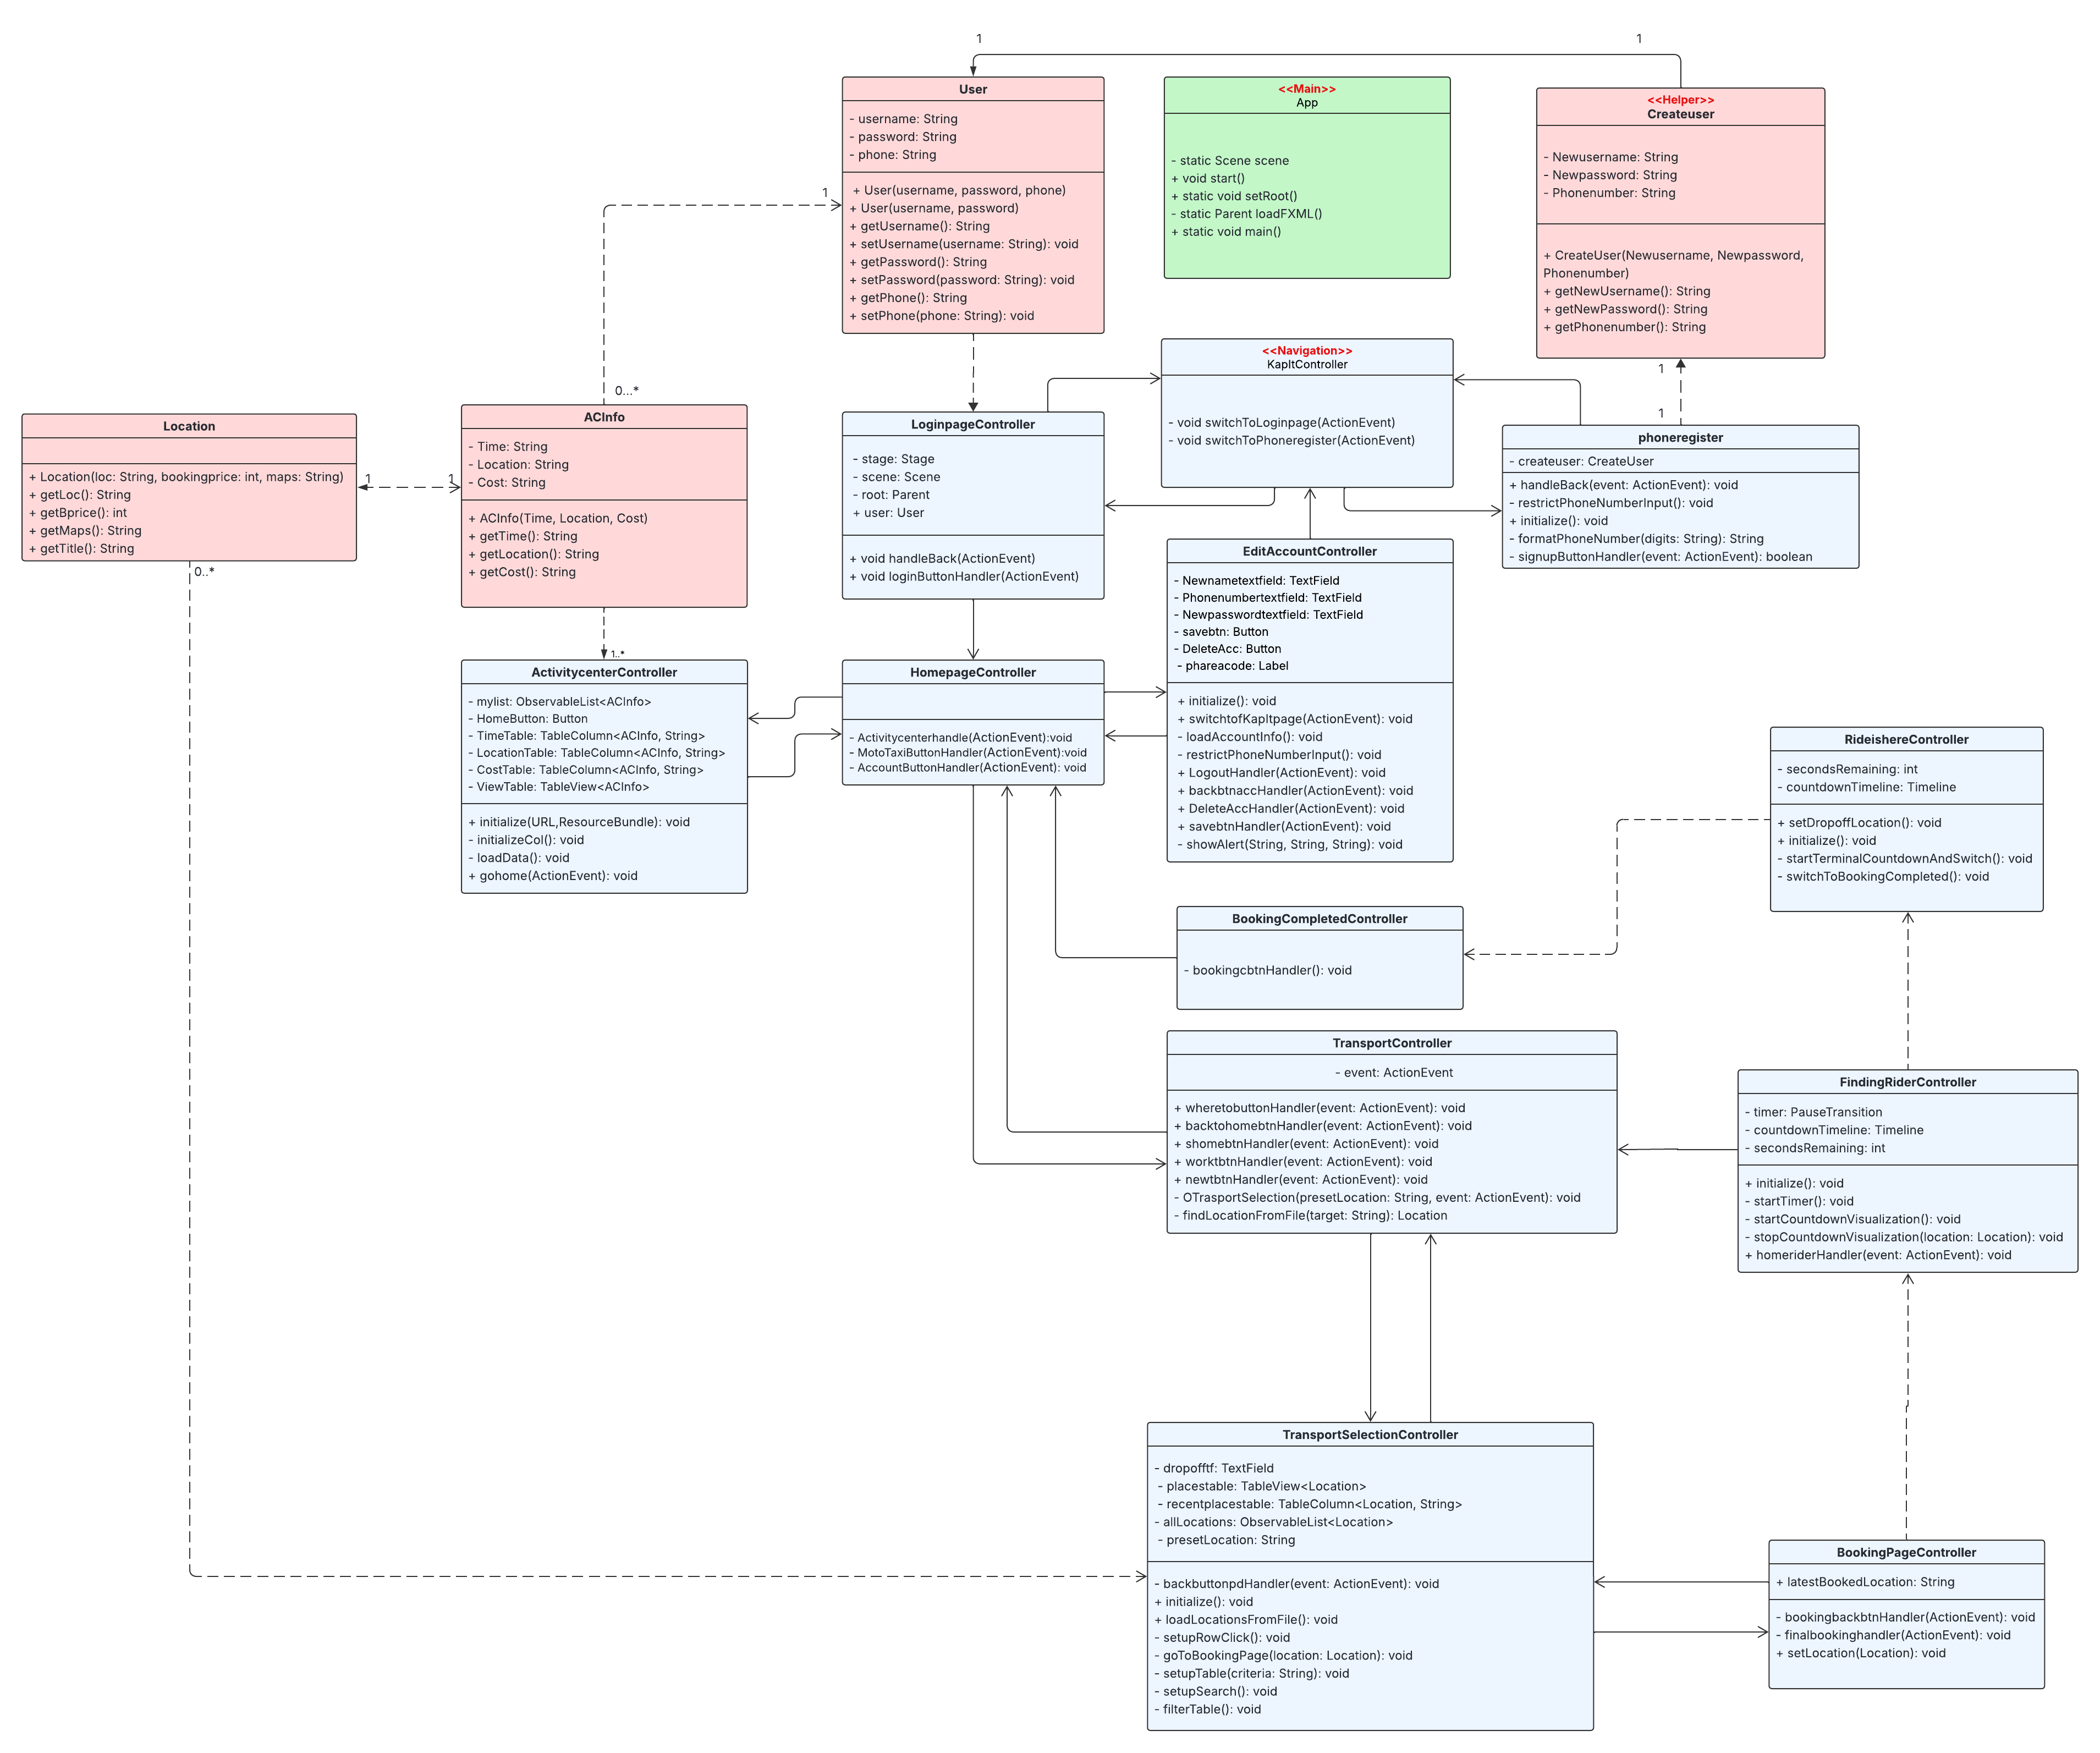 1
1
User
- username: String
- password: String
- phone: String
+ User(username, password, phone)
+ User(username, password)
+ getUsername(): String
+ setUsername(username: String): void
+ getPassword(): String
+ setPassword(password: String): void
+ getPhone(): String
+ setPhone(phone: String): void
<<Main>>
App
- static Scene scene
+ void start()
+ static void setRoot()
- static Parent loadFXML()
+ static void main()
<<Helper>>
Createuser
- Newusername: String
- Newpassword: String
- Phonenumber: String
+ CreateUser(Newusername, Newpassword,
Phonenumber)
+ getNewUsername(): String
+ getNewPassword(): String
+ getPhonenumber(): String
1
0...*
1
1
<<Navigation>>
KapItController
- void switchToLoginpage(ActionEvent)
- void switchToPhoneregister(ActionEvent)
Location
+ Location(loc: String, bookingprice: int, maps: String)
+ getLoc(): String
+ getBprice(): int
+ getMaps(): String
+ getTitle(): String
1
1
0..*
ACInfo
- Time: String
- Location: String
- Cost: String
+ ACInfo(Time, Location, Cost)
+ getTime(): String
+ getLocation(): String
+ getCost(): String
1..*
LoginpageController
- stage: Stage
- scene: Scene
- root: Parent
+ user: User
+ void handleBack(ActionEvent)
+ void loginButtonHandler(ActionEvent)
phoneregister
- createuser: CreateUser
+ handleBack(event: ActionEvent): void
- restrictPhoneNumberInput(): void
+ initialize(): void
- formatPhoneNumber(digits: String): String
- signupButtonHandler(event: ActionEvent): boolean
EditAccountController
- Newnametextfield: TextField
- Phonenumbertextfield: TextField
- Newpasswordtextfield: TextField
- savebtn: Button
- DeleteAcc: Button
- phareacode: Label
+ initialize(): void
+ switchtofKapItpage(ActionEvent): void
- loadAccountInfo(): void
- restrictPhoneNumberInput(): void
+ LogoutHandler(ActionEvent): void
+ backbtnaccHandler(ActionEvent): void
+ DeleteAccHandler(ActionEvent): void
+ savebtnHandler(ActionEvent): void
- showAlert(String, String, String): void
ActivitycenterController
- mylist: ObservableList<ACInfo>
- HomeButton: Button
- TimeTable: TableColumn<ACInfo, String>
- LocationTable: TableColumn<ACInfo, String>
- CostTable: TableColumn<ACInfo, String>
- ViewTable: TableView<ACInfo>
+ initialize(URL,ResourceBundle): void
- initializeCol(): void
- loadData(): void
+ gohome(ActionEvent): void
HomepageController
- Activitycenterhandle(ActionEvent):void
- MotoTaxiButtonHandler(ActionEvent):void
- AccountButtonHandler(ActionEvent): void
RideishereController
- secondsRemaining: int
- countdownTimeline: Timeline
+ setDropoffLocation(): void
+ initialize(): void
- startTerminalCountdownAndSwitch(): void
- switchToBookingCompleted(): void
BookingCompletedController
- bookingcbtnHandler(): void
TransportController
- event: ActionEvent
+ wheretobuttonHandler(event: ActionEvent): void
+ backtohomebtnHandler(event: ActionEvent): void
+ shomebtnHandler(event: ActionEvent): void
+ worktbtnHandler(event: ActionEvent): void
+ newtbtnHandler(event: ActionEvent): void
- OTrasportSelection(presetLocation: String, event: ActionEvent): void
- findLocationFromFile(target: String): Location
FindingRiderController
- timer: PauseTransition
- countdownTimeline: Timeline
- secondsRemaining: int
+ initialize(): void
- startTimer(): void
- startCountdownVisualization(): void
- stopCountdownVisualization(location: Location): void
+ homeriderHandler(event: ActionEvent): void
TransportSelectionController
- dropofftf: TextField
- placestable: TableView<Location>
- recentplacestable: TableColumn<Location, String>
- allLocations: ObservableList<Location>
- presetLocation: String
- backbuttonpdHandler(event: ActionEvent): void
+ initialize(): void
+ loadLocationsFromFile(): void
- setupRowClick(): void
- goToBookingPage(location: Location): void
- setupTable(criteria: String): void
- setupSearch(): void
- filterTable(): void
BookingPageController
+ latestBookedLocation: String
- bookingbackbtnHandler(ActionEvent): void
- finalbookinghandler(ActionEvent): void
+ setLocation(Location): void